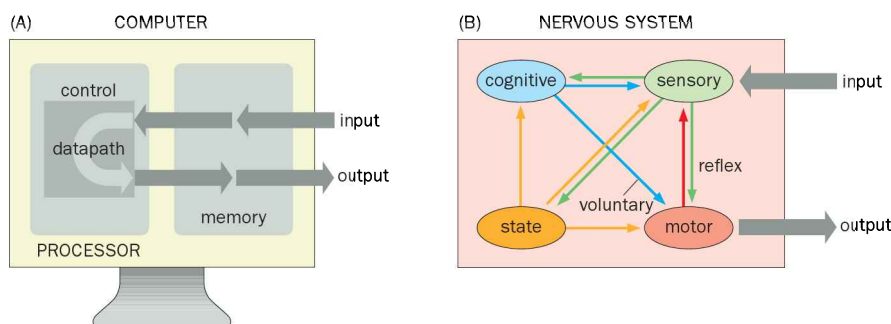 (A) COMPUTER
control
datapath
memory
PROCESSOR
input
output
(B) NERVOUS SYSTEM
cognitive
sensory
input
reflex
voluntary
state
motor
output